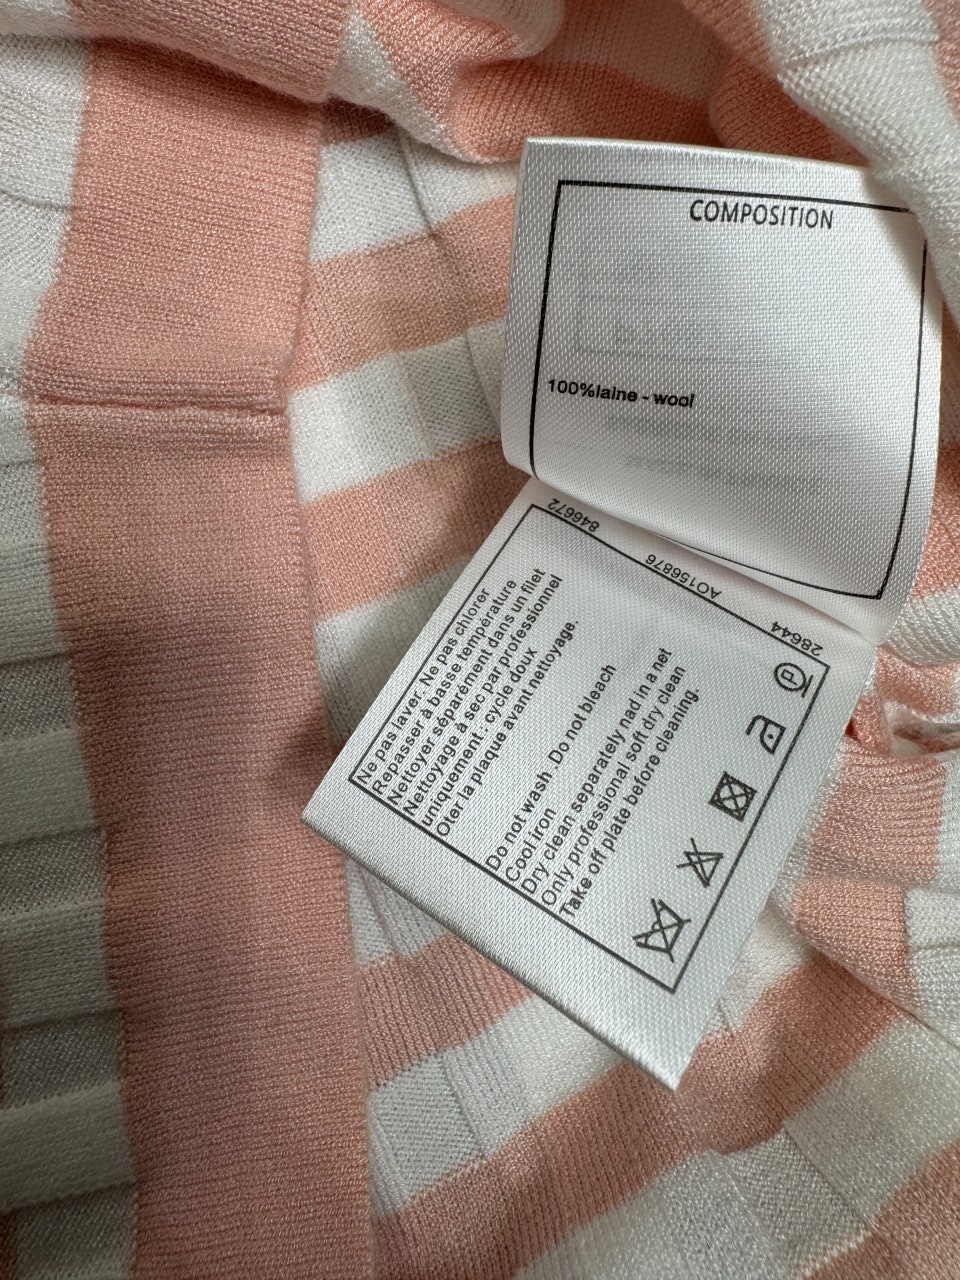 COMPOSITION
100%laine - wool
846672
AO156876
28644
Ne pas laver. Ne pas chlorer
Repasser à basse température
Nettoyer séparément dans un filet
Nettoyage à sec par professionnel
uniquement : cycle doux
Oter la plaque avant nettoyage.
Do not wash . Do not bleach
Cool iron
Dry clean separately nad in a net
Only professional soft dry clean
Take off plate before cleaning.
P